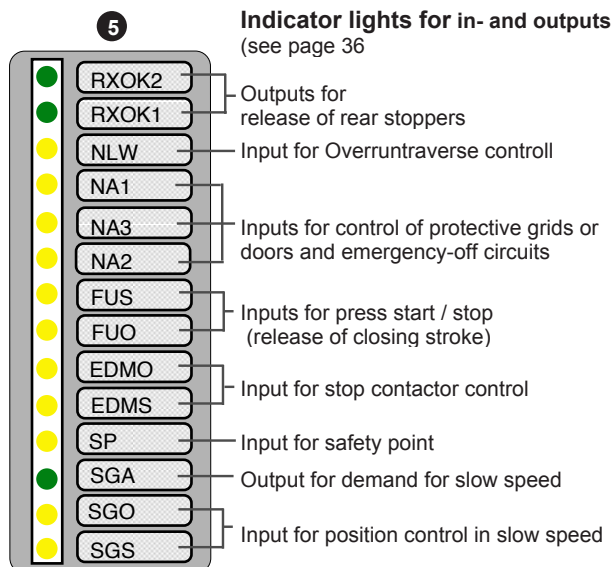 5
Indicator lights for in- and outputs
(see page 36
RXOK2
RXOK1
Outputs for
release of rear stoppers
NLW
Input for Overruntraverse controll
NA1
NA3
NA2
Inputs for control of protective grids or
doors and emergency-off circuits
FUS
FUO
Inputs for press start / stop
(release of closing stroke)
EDMO
EDMS
Input for stop contactor control
SP
Input for safety point
SGA
Output for demand for slow speed
SGO
SGS
Input for position control in slow speed